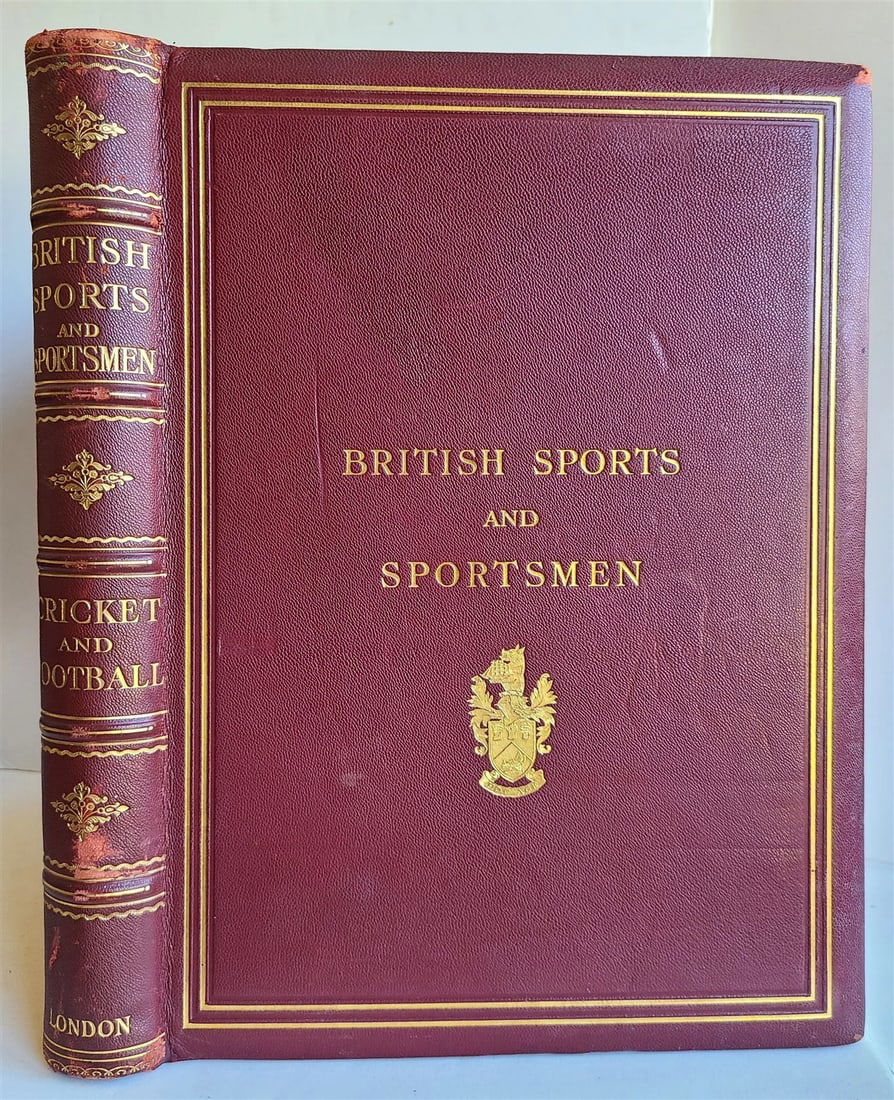 BRITISH
SPORTS
AND
SPORTSMEN
CRICKET
AND
FOOTBALL
LONDON
BRITISH SPORTS
AND
SPORTSMEN